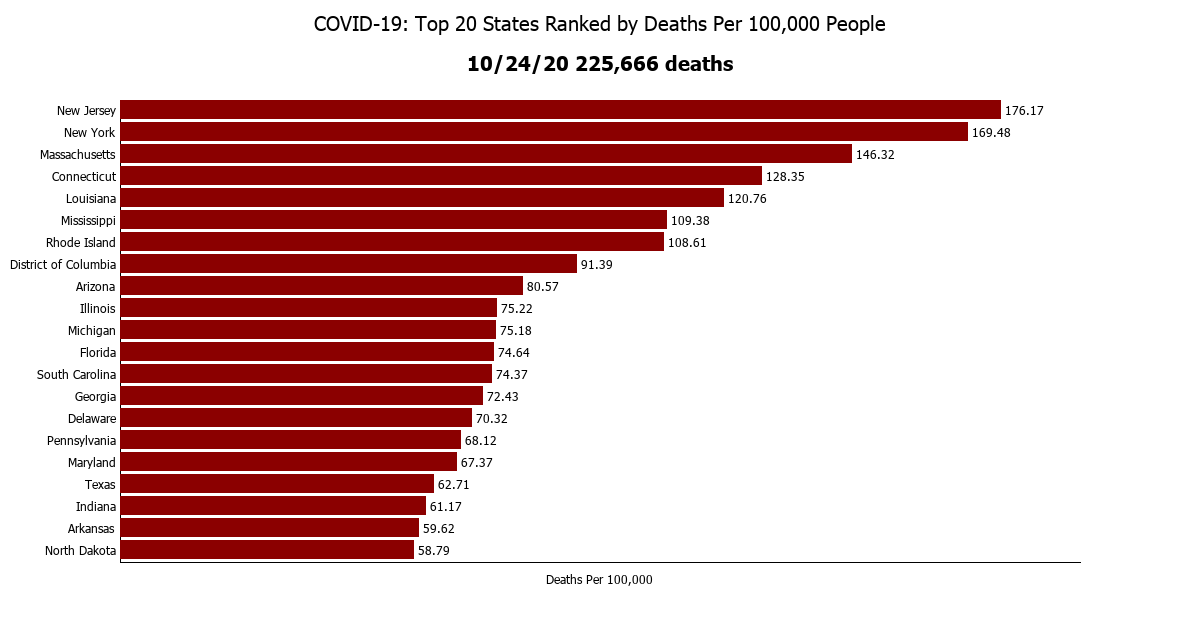 COVID-19: Top 20 States Ranked by Deaths Per 100,000 People
10/24/20 225,666 deaths
New Jersey 176.17
New York 169.48
Massachusetts 146.32
Connecticut 128.35
Louisiana 120.76
Mississippi 109.38
Rhode Island 108.61
District of Columbia 91.39
Arizona 80.57
Illinois 75.22
Michigan 75.18
Florida 74.64
South Carolina 74.37
Georgia 72.43
Delaware 70.32
Pennsylvania 68.12
Maryland 67.37
Texas 62.71
Indiana 61.17
Arkansas 59.62
North Dakota 58.79
Deaths Per 100,000